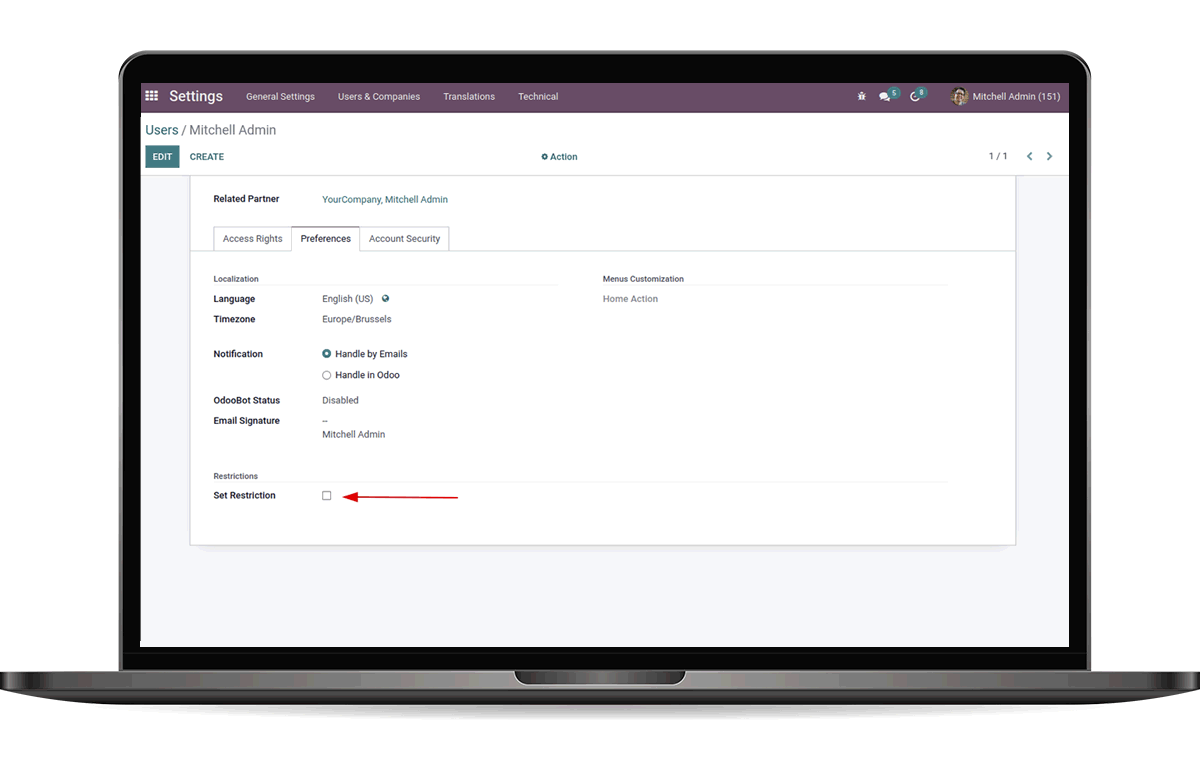 Settings General Settings Users & Companies Translations Technical 5 8 Mitchell Admin (151)
Users / Mitchell Admin
EDIT CREATE Action 1 / 1
Related Partner YourCompany, Mitchell Admin
Access Rights Preferences Account Security
Localization Menus Customization
Language English (US) Home Action
Timezone Europe/Brussels
Notification Handle by Emails
Handle in Odoo
OdooBot Status Disabled
Email Signature --
Mitchell Admin
Restrictions
Set Restriction